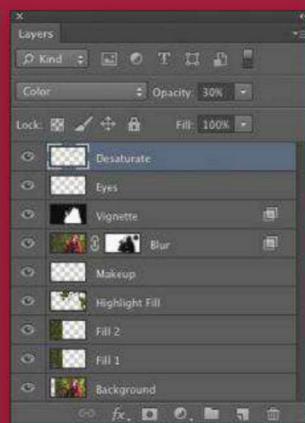 Layers
Kind
Color Opacity: 30%
Lock: Fill: 100%
Desaturate
Eyes
Vignette
Blur
Makeup
Highlight Fill
Fill 2
Fill 1
Background
fx.